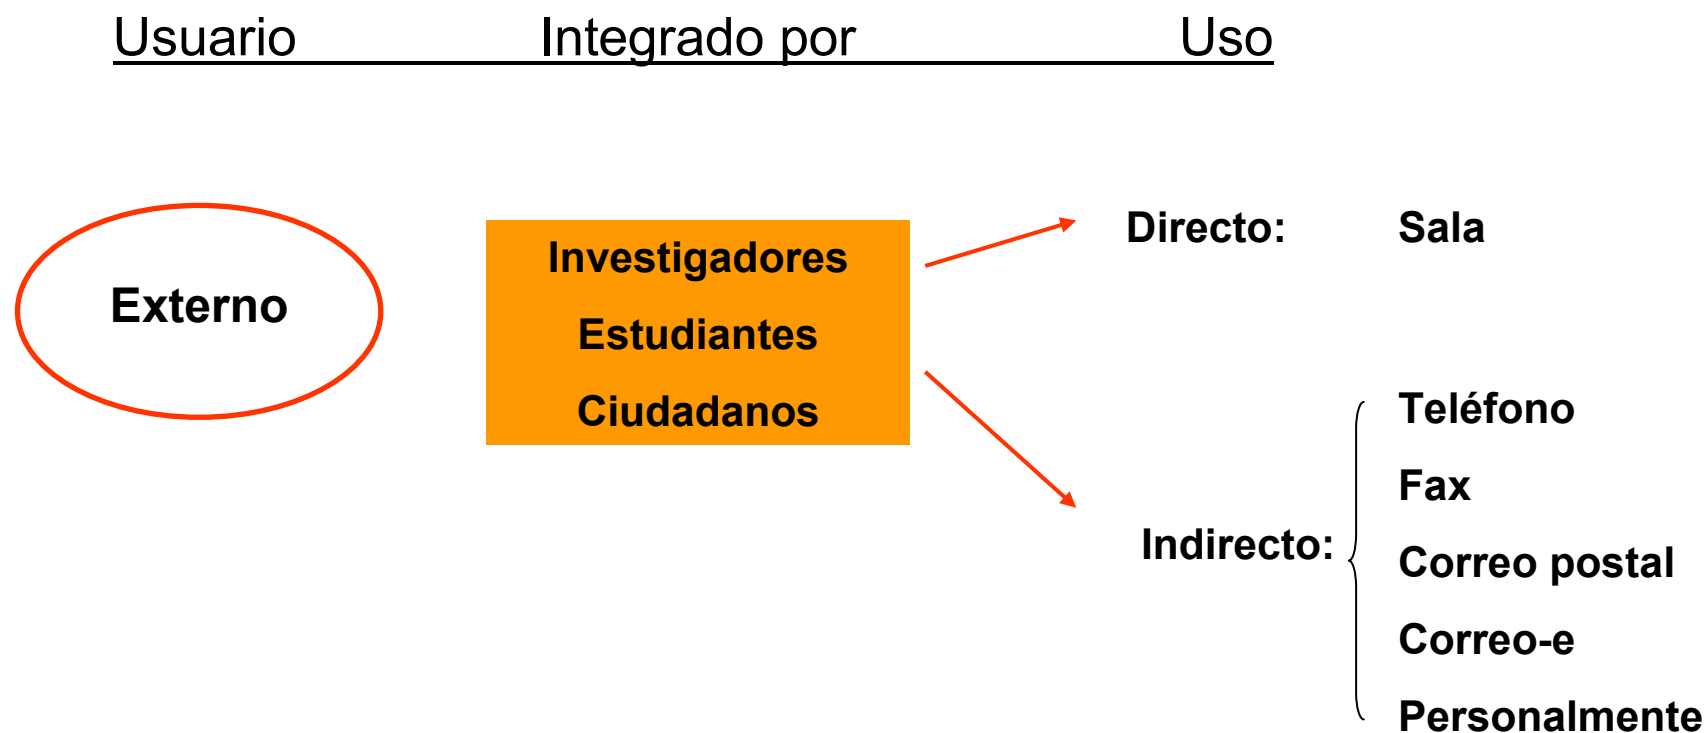 Usuario Integrado por Uso
Externo
Investigadores
Estudiantes
Ciudadanos
Directo: Sala
Indirecto:
Teléfono
Fax
Correo postal
Correo-e
Personalmente